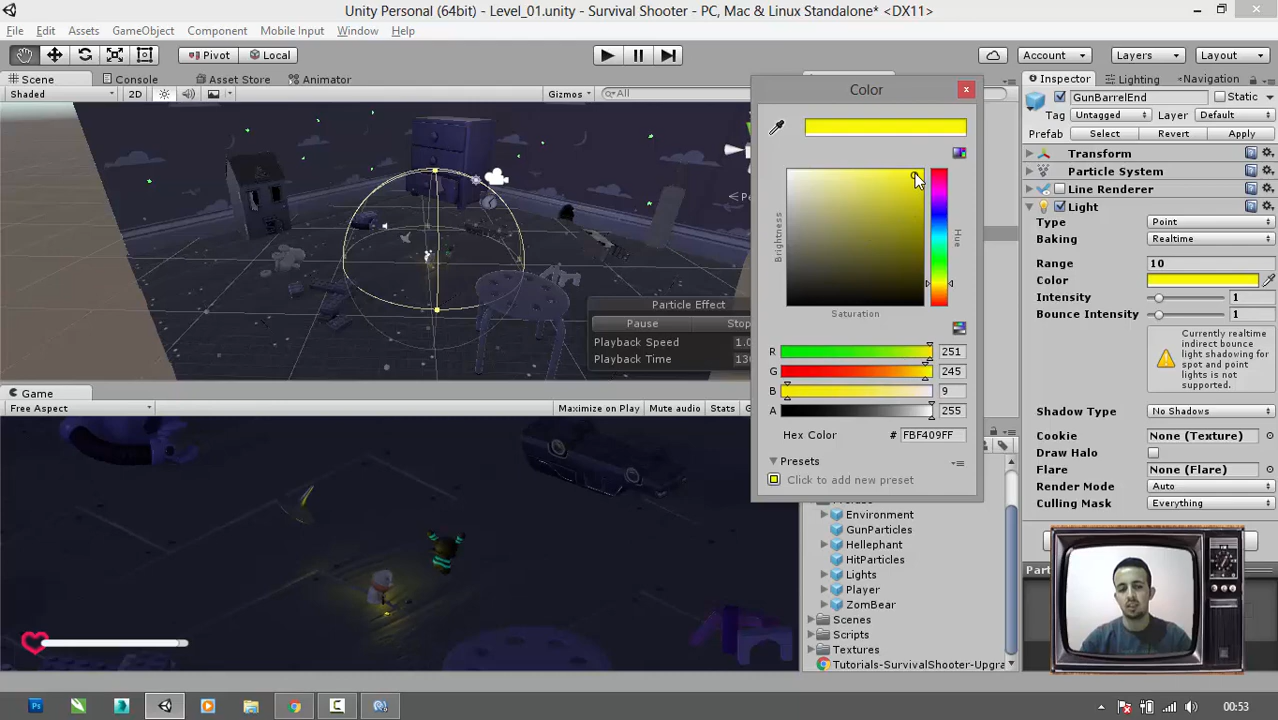 Unity Personal (64bit) - Level_01.unity - Survival Shooter - PC, Mac & Linux Standalone* <DX11>
File Edit Assets GameObject Component Mobile Input Window Help
Pivot Local Account Layers Layout
Scene Console Asset Store Animator
Shaded 2D Gizmos All
Color
Inspector Lighting Navigation
GunBarrelEnd Static
Tag Untagged Layer Default
Prefab Select Revert Apply
Transform
Particle System
Line Renderer
Light
Type Point
Baking Realtime
Range 10
Color
Intensity 1
Bounce Intensity 1
Currently realtime
indirect bounce
light shadowing
for spot and point
lights is not
supported.
Shadow Type No Shadows
Cookie None (Texture)
Draw Halo
Flare None (Flare)
Render Mode Auto
Culling Mask Everything
Brightness
Hue
Saturation
R 251
G 245
B 9
A 255
Hex Color # FBF409FF
Presets
Click to add new preset
Particle Effect
Pause Stop
Playback Speed 1.0
Playback Time 130
Game
Free Aspect Maximize on Play Mute audio Stats
Environment
GunParticles
Hellephant
HitParticles
Lights
Player
ZomBear
Scenes
Scripts
Textures
Tutorials-SurvivalShooter-Upgra
00:53